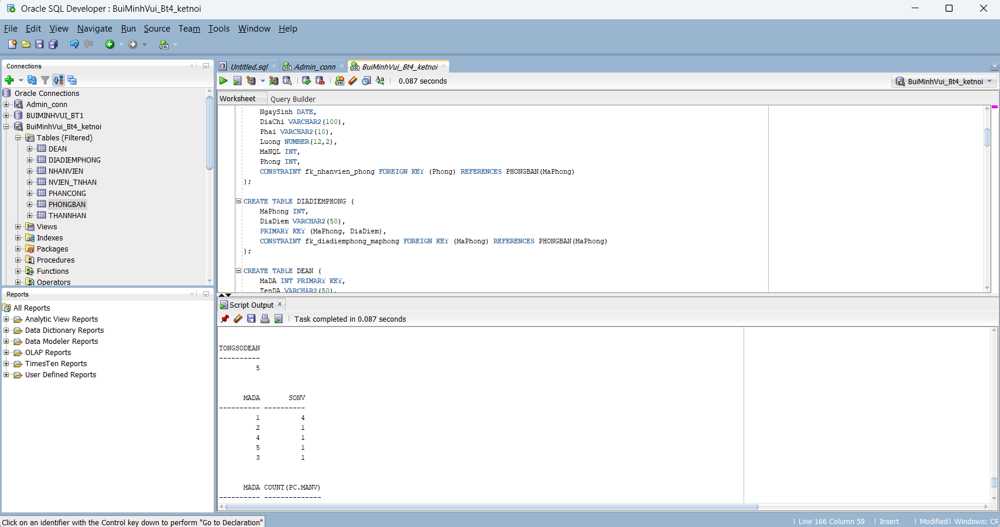 Oracle SQL Developer : BuiMinhVui_Bt4_ketnoi
File Edit View Navigate Run Source Team Tools Window Help
Connections
Oracle Connections
Admin_conn
BUIMINHVUI_BT1
BuiMinhVui_Bt4_ketnoi
Tables (Filtered)
DEAN
DIADIEMPHONG
NHANVIEN
NVIEN_TNHAN
PHANCONG
PHONGBAN
THANNHAN
Views
Indexes
Packages
Procedures
Functions
Operators
Reports
All Reports
Analytic View Reports
Data Dictionary Reports
Data Modeler Reports
OLAP Reports
TimesTen Reports
User Defined Reports
Untitled.sql Admin_conn BuiMinhVui_Bt4_ketnoi
0.087 seconds BuiMinhVui_Bt4_ketnoi
Worksheet Query Builder
NgaySinh DATE,
DiaChi VARCHAR2(100),
Phai VARCHAR2(10),
Luong NUMBER(12,2),
MaNQL INT,
Phong INT,
CONSTRAINT fk_nhanvien_phong FOREIGN KEY (Phong) REFERENCES PHONGBAN(MaPhong)
);
CREATE TABLE DIADIEMPHONG (
MaPhong INT,
DiaDiem VARCHAR2(50),
PRIMARY KEY (MaPhong, DiaDiem),
CONSTRAINT fk_diadiemphong_maphong FOREIGN KEY (MaPhong) REFERENCES PHONGBAN(MaPhong)
);
CREATE TABLE DEAN (
MaDA INT PRIMARY KEY,
TenDA VARCHAR2(50),
Script Output
Task completed in 0.087 seconds
TONGSODEAN
----------
5
MADA SONV
---------- ----------
1 4
2 1
4 1
5 1
3 1
MADA COUNT(PC.MANV)
---------- --------------
Click on an identifier with the Control key down to perform "Go to Declaration"
Line 166 Column 59 Insert Modified Windows: CR